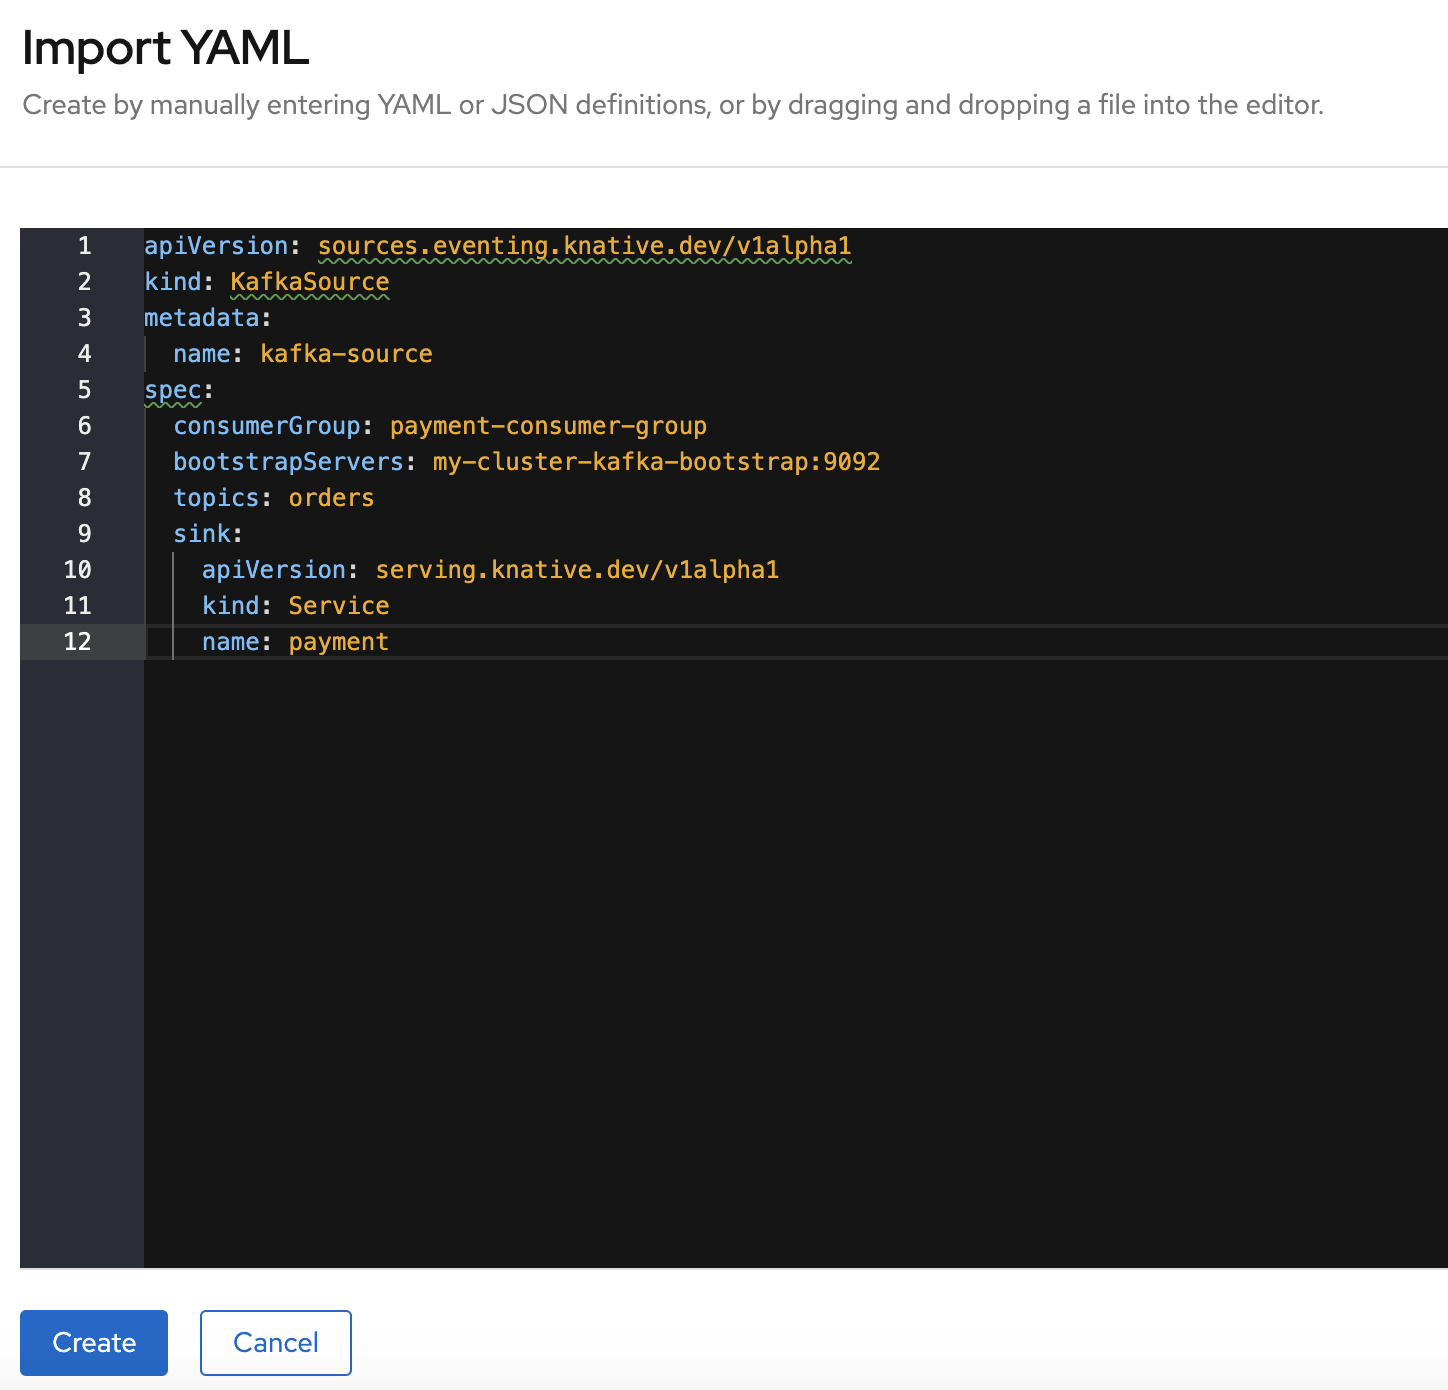 Import YAML
Create by manually entering YAML or JSON definitions, or by dragging and dropping a file into the editor.
1 apiVersion: sources.eventing.knative.dev/v1alpha1
2 kind: KafkaSource
3 metadata:
4   name: kafka-source
5 spec:
6   consumerGroup: payment-consumer-group
7   bootstrapServers: my-cluster-kafka-bootstrap:9092
8   topics: orders
9   sink:
10     apiVersion: serving.knative.dev/v1alpha1
11     kind: Service
12     name: payment
Create Cancel